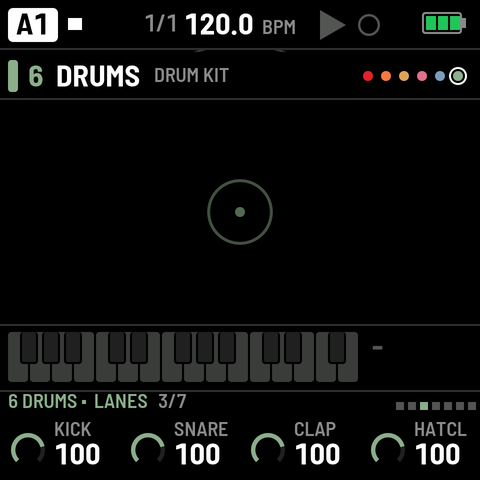 A1 1/1 120.0 BPM
6 DRUMS DRUM KIT
-
6 DRUMS · LANES 3/7
KICK SNARE CLAP HATCL
100 100 100 100